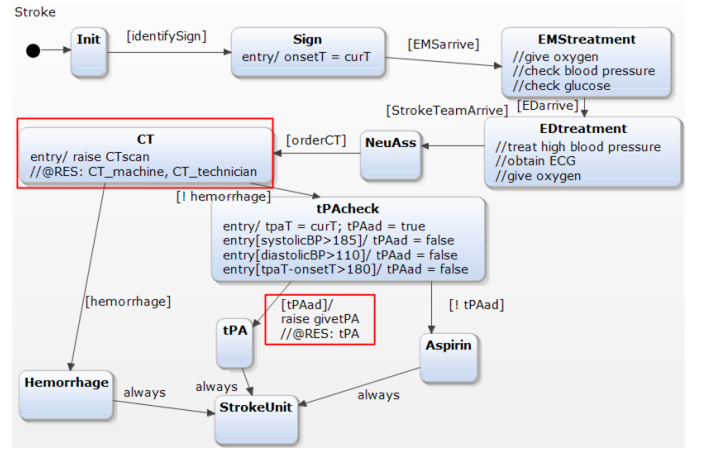 Stroke
Init
[identifySign]
Sign
entry/ onsetT = curT
[EMSarrive]
EMStreatment
//give oxygen
//check blood pressure
//check glucose
[EDarrive]
[StrokeTeamArrive]
EDtreatment
//treat high blood pressure
//obtain ECG
//give oxygen
NeuAss
[orderCT]
CT
entry/ raise CTscan
//@RES: CT_machine, CT_technician
[! hemorrhage]
tPAcheck
entry/ tpaT = curT; tPAad = true
entry[systolicBP>185]/ tPAad = false
entry[diastolicBP>110]/ tPAad = false
entry[tpaT-onsetT>180]/ tPAad = false
[hemorrhage]
[tPAad]/
raise givetPA
//@RES: tPA
[! tPAad]
tPA
Aspirin
Hemorrhage
always
always
always
StrokeUnit